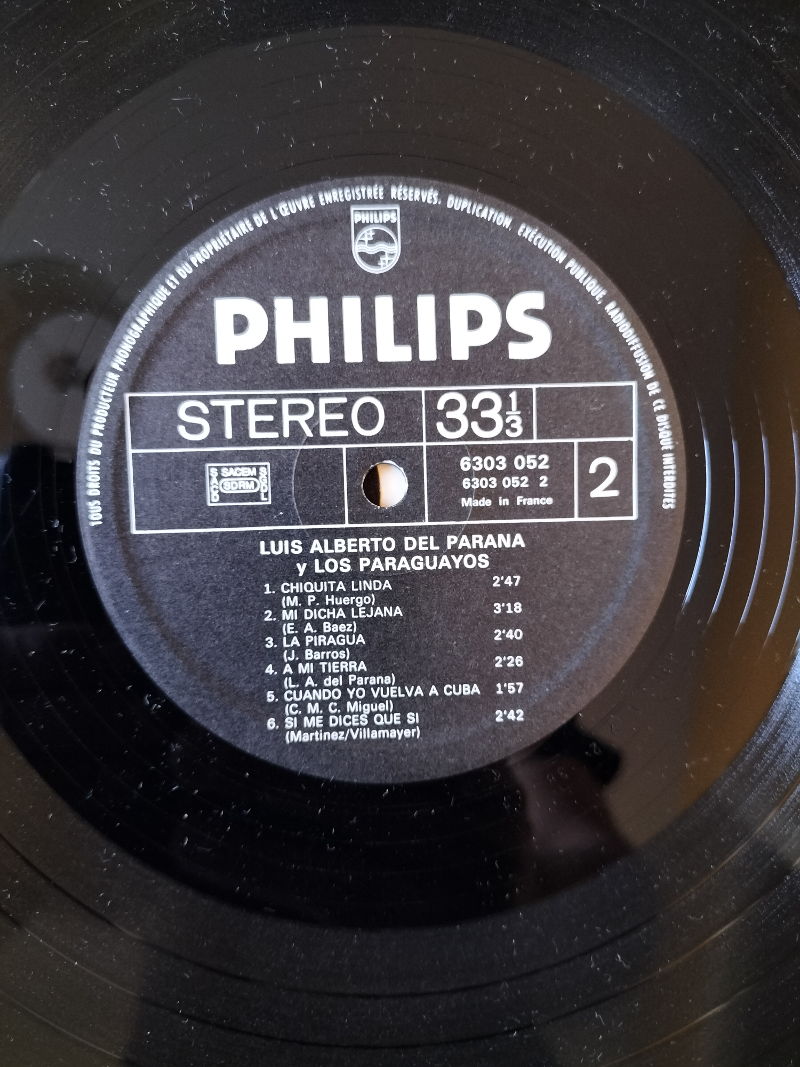 TOUS DROITS DU PRODUCTEUR PHONOGRAPHIQUE ET DU PROPRIÉTAIRE DE L'ŒUVRE ENREGISTRÉE RÉSERVÉS. DUPLICATION, EXÉCUTION PUBLIQUE, RADIODIFFUSION DE CE DISQUE INTERDITES
PHILIPS
PHILIPS
STEREO 33 1/3
SACD SACEM SDRM SGDL
6303 052
6303 052 2
Made in France
2
LUIS ALBERTO DEL PARANA
y LOS PARAGUAYOS
1. CHIQUITA LINDA 2'47
(M. P. Huergo)
2. MI DICHA LEJANA 3'18
(E. A. Baez)
3. LA PIRAGUA 2'40
(J. Barros)
4. A MI TIERRA 2'26
(L. A. del Parana)
5. CUANDO YO VUELVA A CUBA 1'57
(C. M. C. Miguel)
6. SI ME DICES QUE SI 2'42
(Martinez/Villamayer)